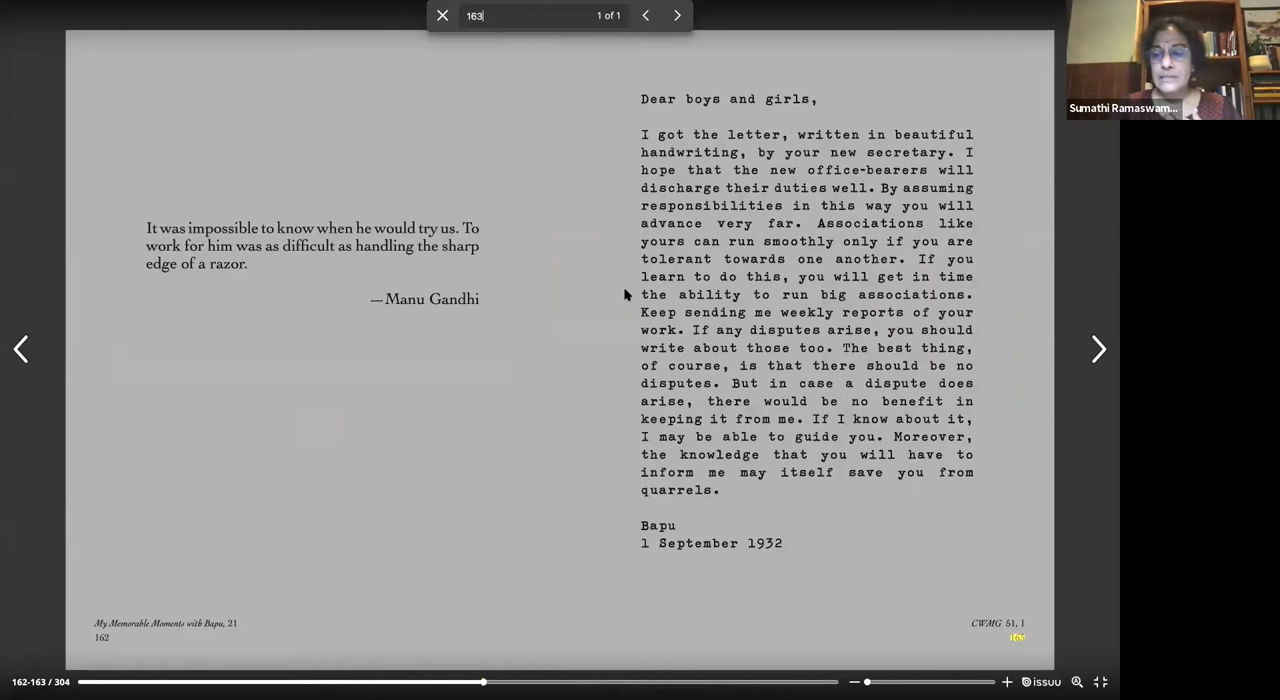 163
1 of 1
Sumathi Ramaswam...
It was impossible to know when he would try us. To
work for him was as difficult as handling the sharp
edge of a razor.
—Manu Gandhi
My Memorable Moments with Bapu, 21
162
Dear boys and girls,
I got the letter, written in beautiful
handwriting, by your new secretary. I
hope that the new office-bearers will
discharge their duties well. By assuming
responsibilities in this way you will
advance very far. Associations like
yours can run smoothly only if you are
tolerant towards one another. If you
learn to do this, you will get in time
the ability to run big associations.
Keep sending me weekly reports of your
work. If any disputes arise, you should
write about those too. The best thing,
of course, is that there should be no
disputes. But in case a dispute does
arise, there would be no benefit in
keeping it from me. If I know about it,
I may be able to guide you. Moreover,
the knowledge that you will have to
inform me may itself save you from
quarrels.
Bapu
1 September 1932
CWMG 51, 1
163
162-163 / 304
issuu